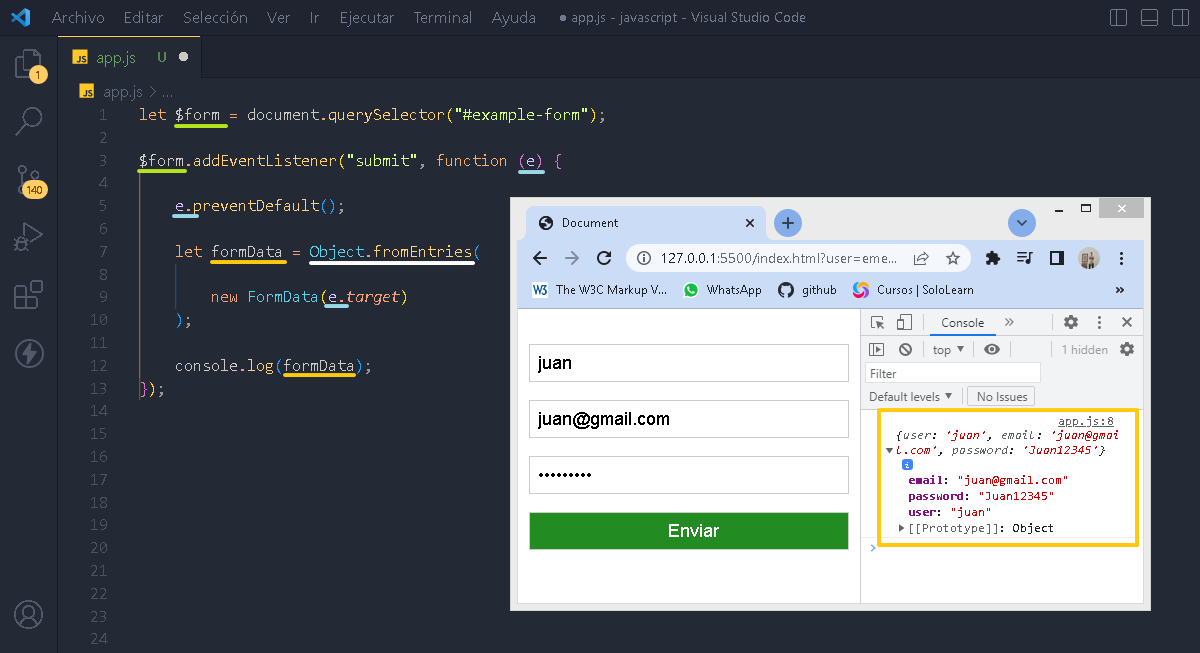 Archivo Editar Selección Ver Ir Ejecutar Terminal Ayuda ● app.js - javascript - Visual Studio Code
JS app.js U ●
1
JS app.js > ...
1 let $form = document.querySelector("#example-form");
2
3 $form.addEventListener("submit", function (e) {
4
5 e.preventDefault();
6
7 let formData = Object.fromEntries(
8
9 new FormData(e.target)
10 );
11
12 console.log(formData);
13 });
14
15
16
17
18
19
20
21
22
23
24
140
Document
127.0.0.1:5500/index.html?user=eme...
W3 The W3C Markup V... WhatsApp github Cursos | SoloLearn »
juan
juan@gmail.com
•••••••••
Enviar
Console »
top ▼ 1 hidden
Filter
Default levels ▼ No Issues
app.js:8
{user: 'juan', email: 'juan@gmai
▼l.com', password: 'Juan12345'}
i
email: "juan@gmail.com"
password: "Juan12345"
user: "juan"
▶[[Prototype]]: Object
>